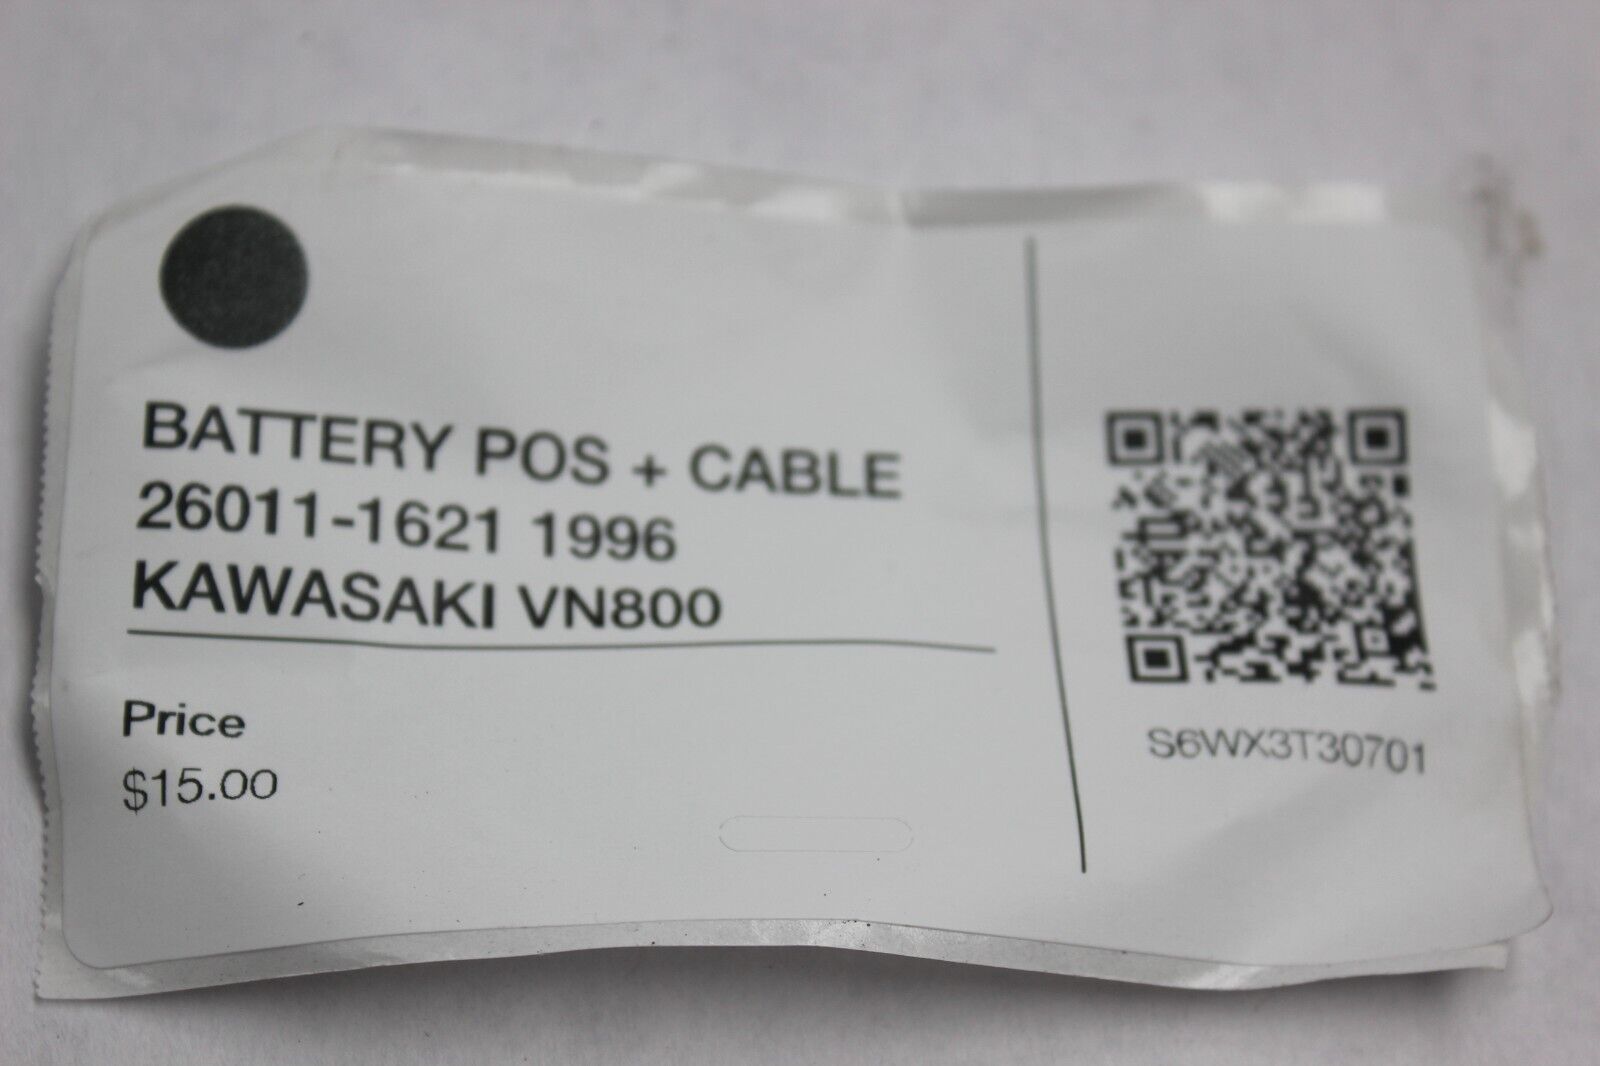 BATTERY POS + CABLE
26011-1621 1996
KAWASAKI VN800
Price
$15.00
S6WX3T30701